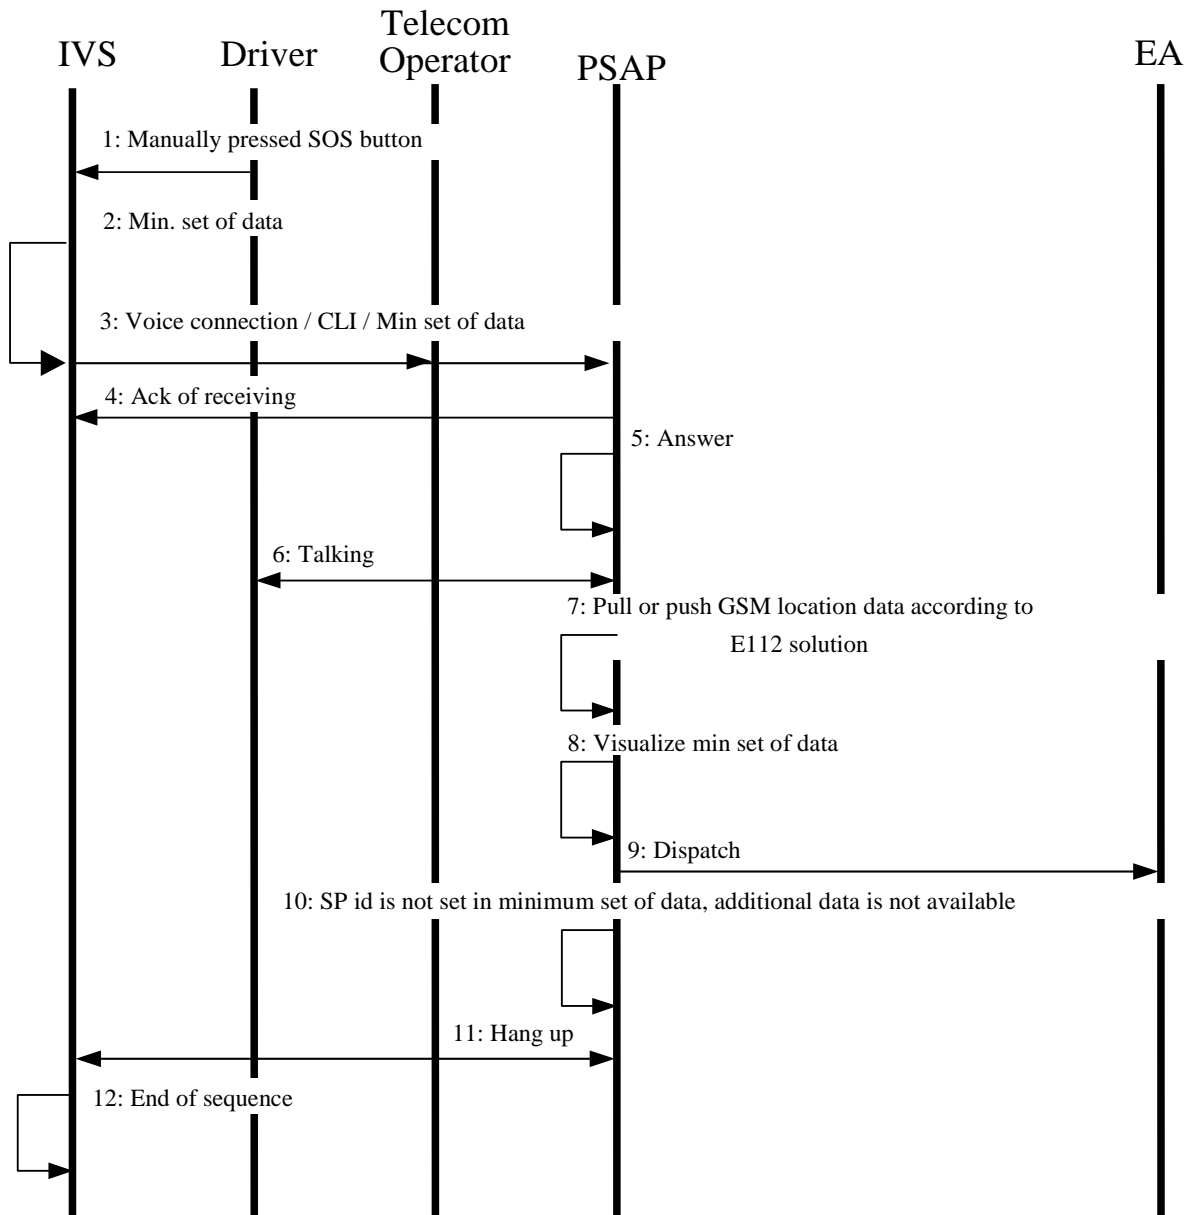 IVS
Driver
Telecom
Operator
PSAP
EA
1: Manually pressed SOS button
2: Min. set of data
3: Voice connection / CLI / Min set of data
4: Ack of receiving
5: Answer
6: Talking
7: Pull or push GSM location data according to
E112 solution
8: Visualize min set of data
9: Dispatch
10: SP id is not set in minimum set of data, additional data is not available
11: Hang up
12: End of sequence